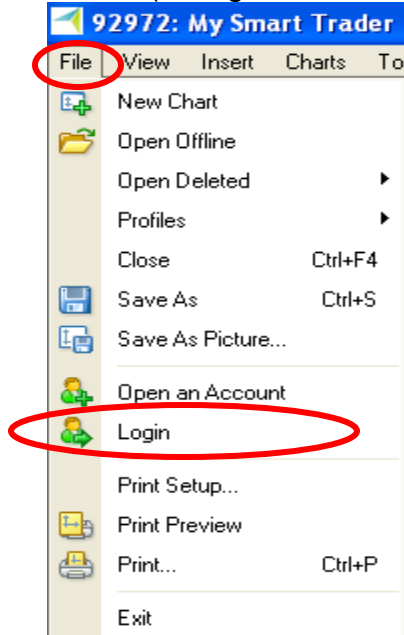 92972: My Smart Trader
File View Insert Charts To
New Chart
Open Offline
Open Deleted
Profiles
Close Ctrl+F4
Save As Ctrl+S
Save As Picture...
Open an Account
Login
Print Setup...
Print Preview
Print... Ctrl+P
Exit